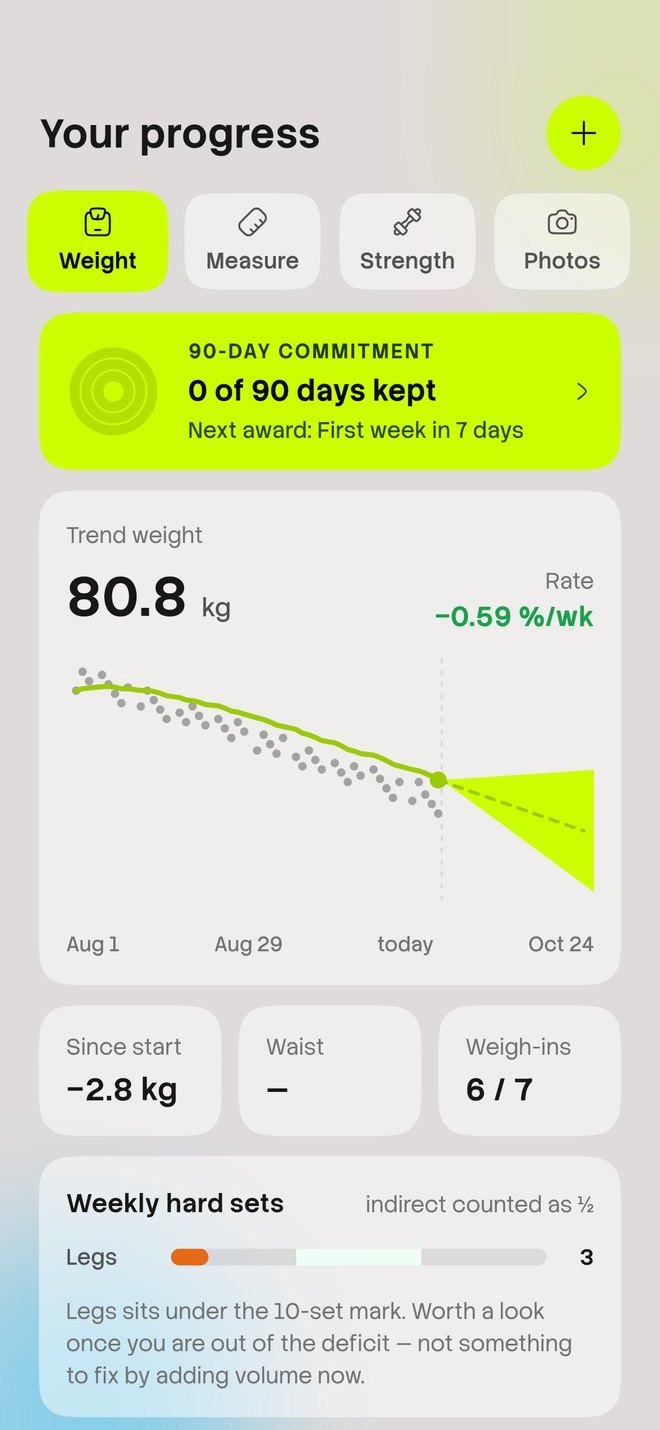 Your progress
Weight
Measure
Strength
Photos
90-DAY COMMITMENT
0 of 90 days kept
Next award: First week in 7 days
Trend weight
80.8 kg
Rate
−0.59 %/wk
Aug 1
Aug 29
today
Oct 24
Since start
−2.8 kg
Waist
–
Weigh-ins
6 / 7
Weekly hard sets
indirect counted as ½
Legs
3
Legs sits under the 10-set mark. Worth a look
once you are out of the deficit – not something
to fix by adding volume now.